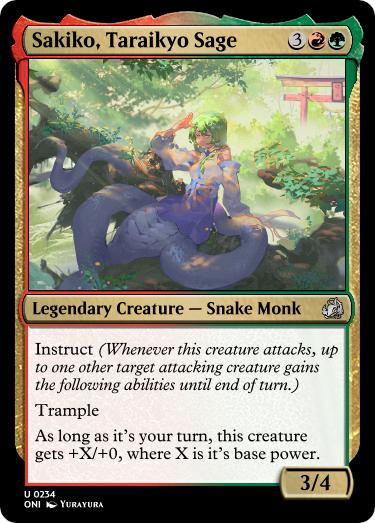 Sakiko, Taraikyo Sage 3
Legendary Creature — Snake Monk
Instruct (Whenever this creature attacks, up
to one other target attacking creature gains
the following abilities until end of turn.)
Trample
As long as it's your turn, this creature
gets +X/+0, where X is it's base power.
3/4
U 0234
ONI YURAYURA